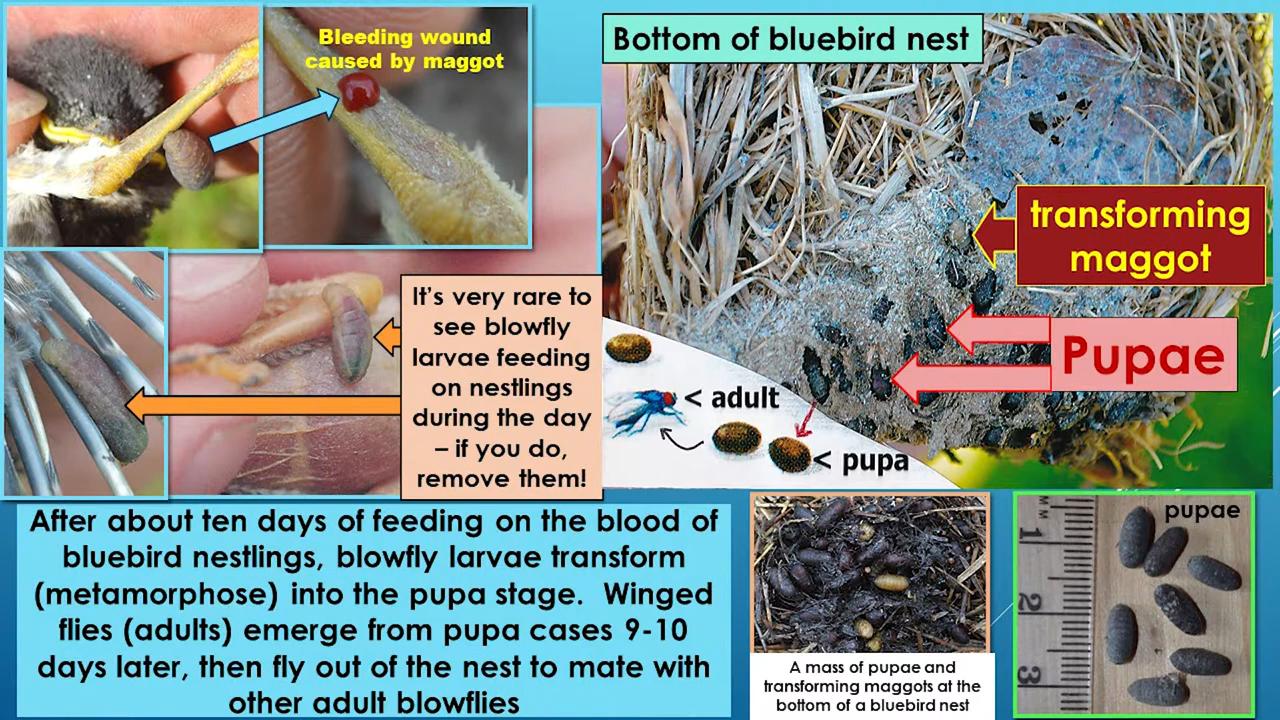 Bleeding wound
caused by maggot
Bottom of bluebird nest
transforming
maggot
Pupae
It's very rare to
see blowfly
larvae feeding
on nestlings
during the day
– if you do,
remove them!
< adult
< pupa
After about ten days of feeding on the blood of
bluebird nestlings, blowfly larvae transform
(metamorphose) into the pupa stage.  Winged
flies (adults) emerge from pupa cases 9-10
days later, then fly out of the nest to mate with
other adult blowflies
A mass of pupae and
transforming maggots at the
bottom of a bluebird nest
pupae
MM
1
2
3